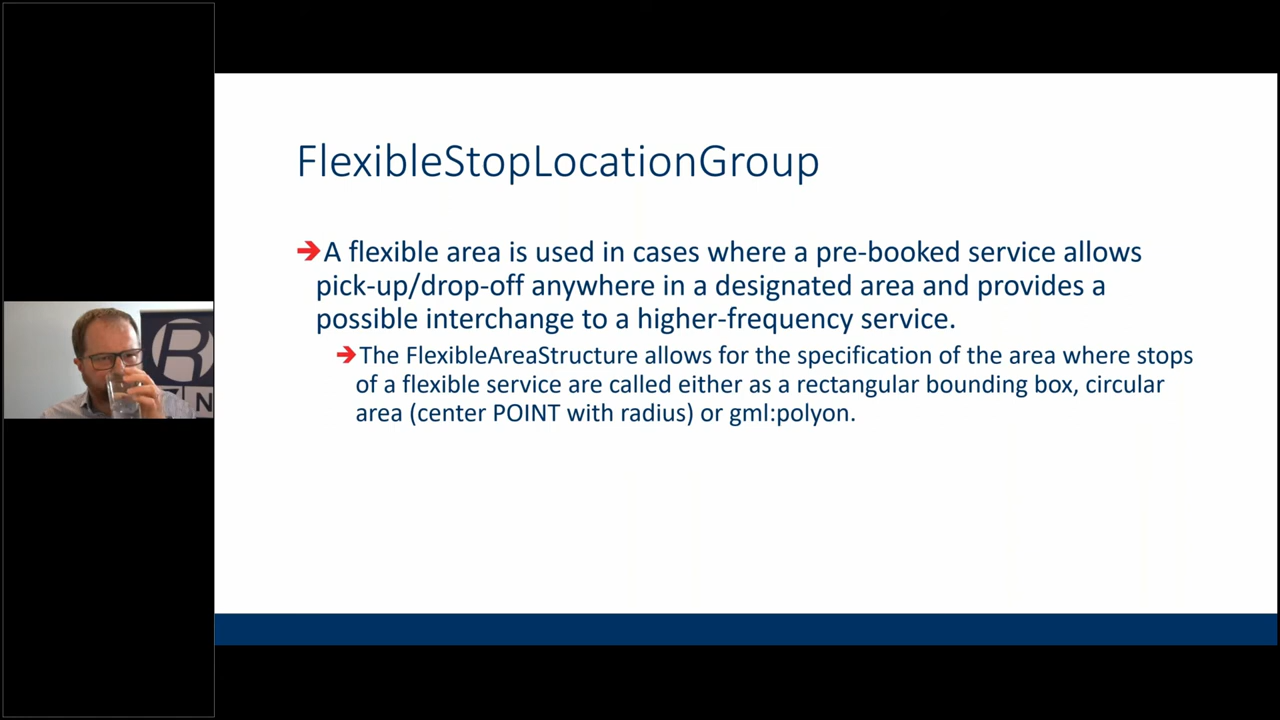 FlexibleStopLocationGroup
➔A flexible area is used in cases where a pre-booked service allows
pick-up/drop-off anywhere in a designated area and provides a
possible interchange to a higher-frequency service.
➔The FlexibleAreaStructure allows for the specification of the area where stops
of a flexible service are called either as a rectangular bounding box, circular
area (center POINT with radius) or gml:polyon.
R
N